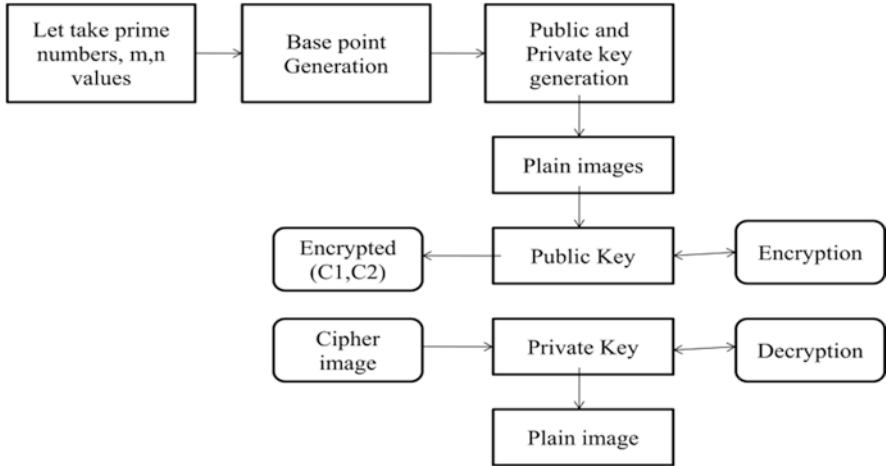 Let take prime
numbers, m,n
values
Base point
Generation
Public and
Private key
generation
Plain images
Encrypted
(C1,C2)
Public Key
Encryption
Cipher
image
Private Key
Decryption
Plain image